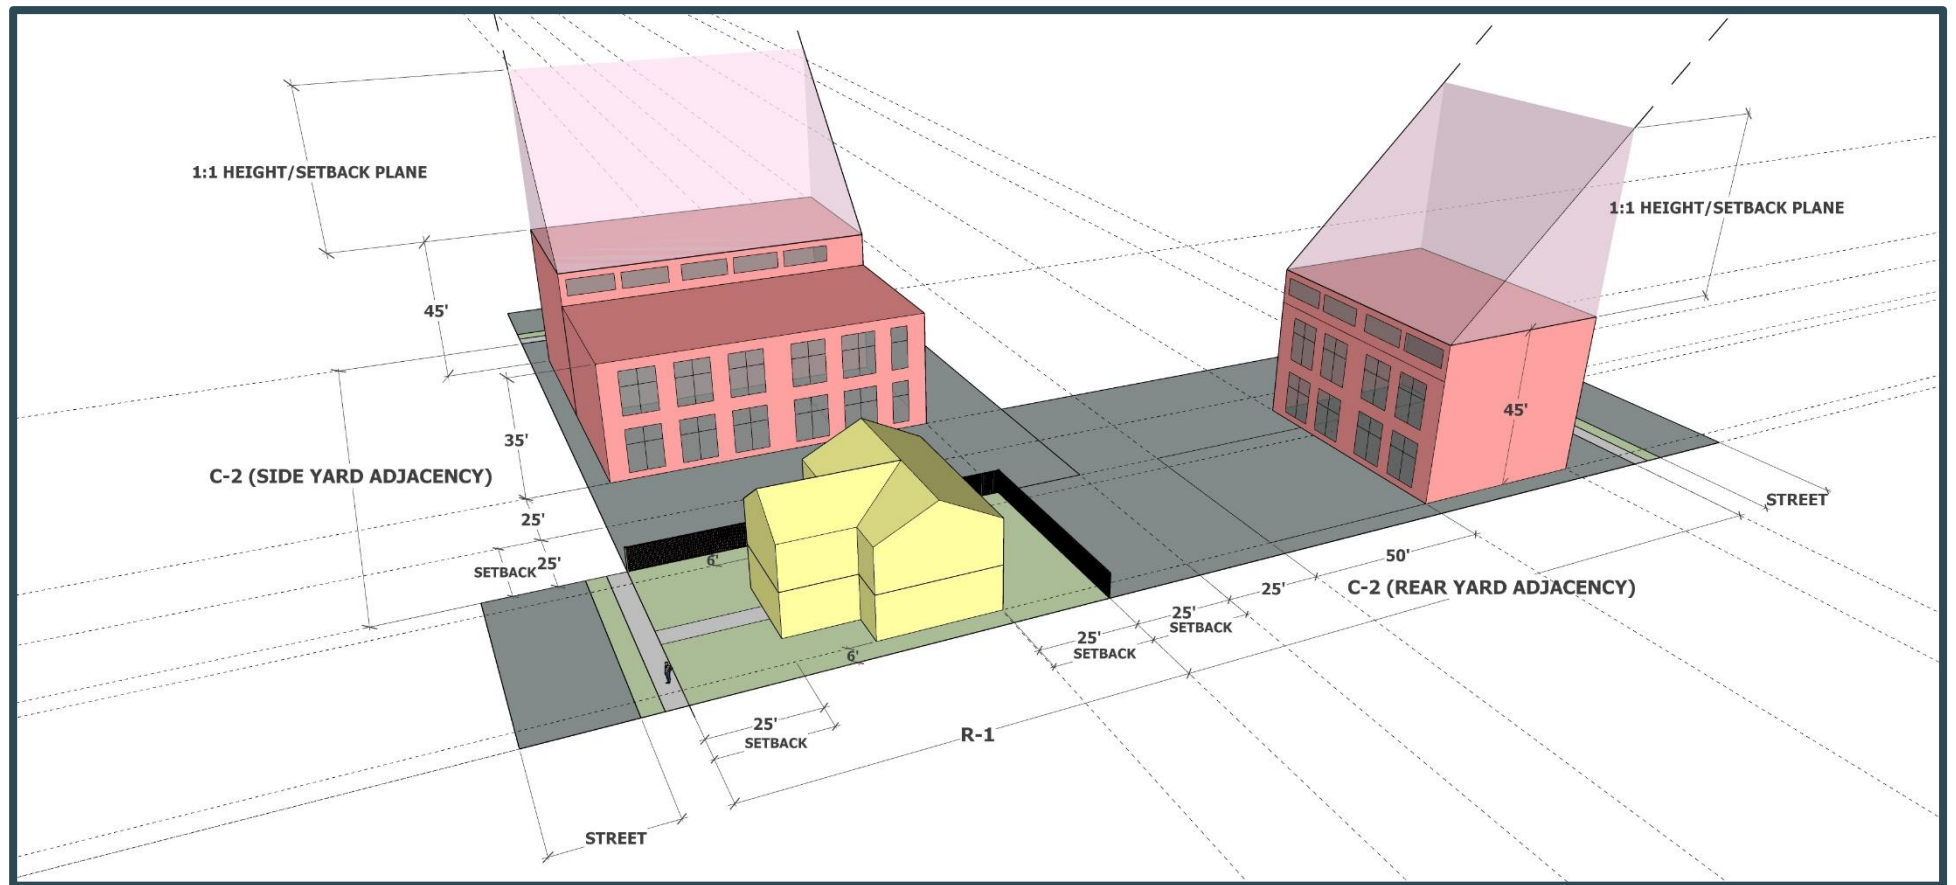 1:1 HEIGHT/SETBACK PLANE
1:1 HEIGHT/SETBACK PLANE
45'
45'
35'
C-2 (SIDE YARD ADJACENCY)
STREET
25'
25'
SETBACK
6'
50'
25'
C-2 (REAR YARD ADJACENCY)
25'
SETBACK
25'
SETBACK
6'
25'
SETBACK
R-1
STREET